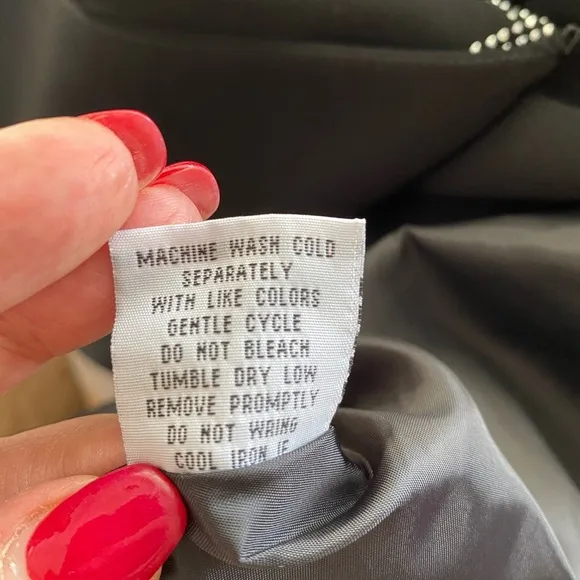 MACHINE WASH COLD
SEPARATELY
WITH LIKE COLORS
GENTLE CYCLE
DO NOT BLEACH
TUMBLE DRY LOW
REMOVE PROMPTLY
DO NOT WRING
COOL IRON IF